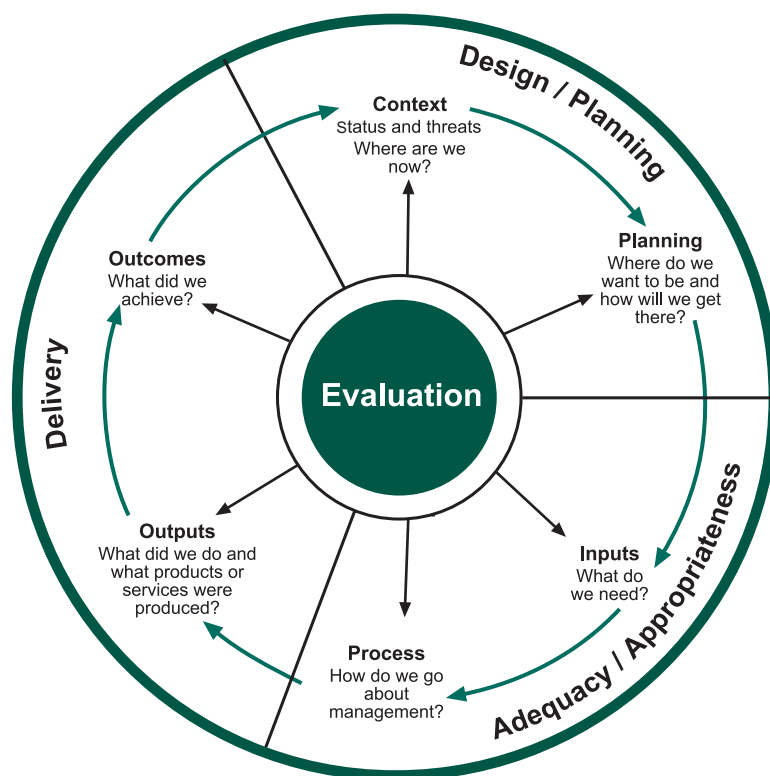 Design / Planning
Context
Status and threats
Where are we
now?
Planning
Where do we
want to be and
how will we get
there?
Adequacy / Appropriateness
Inputs
What do
we need?
Process
How do we go
about
management?
Delivery
Outputs
What did we do and
what products or
services were
produced?
Outcomes
What did we
achieve?
Evaluation